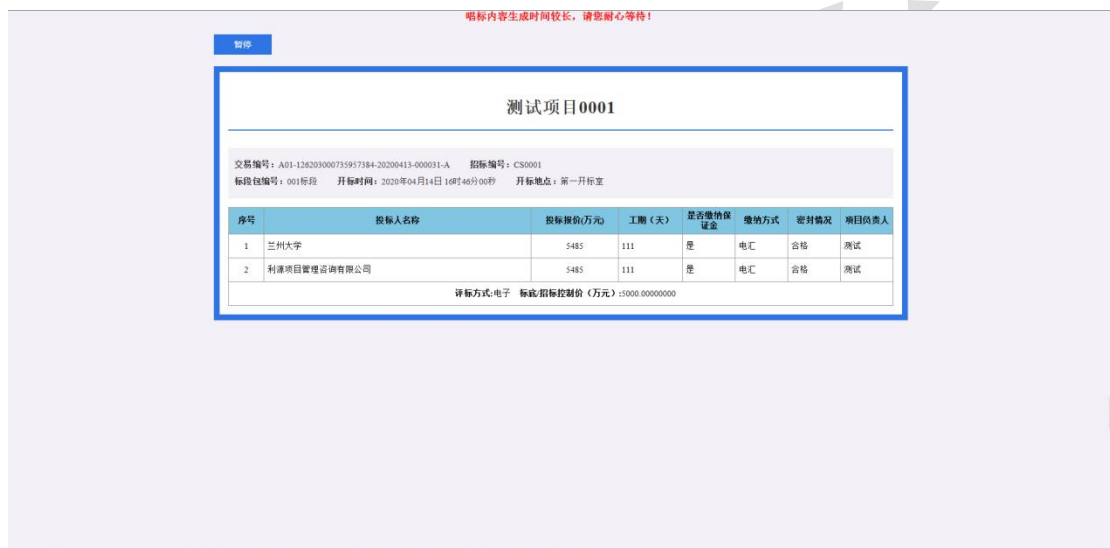 唱标内容生成时间较长，请您耐心等待！
暂停
测试项目0001
交易编号：A01-126203000735957384-20200413-000031-A 招标编号：CS0001
标段包编号：001标段 开标时间：2020年04月14日 16时46分00秒 开标地点：第一开标室
序号 投标人名称 投标报价(万元) 工期（天） 是否缴纳保证金 缴纳方式 密封情况 项目负责人
1 兰州大学 5485 111 是 电汇 合格 测试
2 利源项目管理咨询有限公司 5485 111 是 电汇 合格 测试
评标方式:电子 标底/招标控制价（万元）:5000.00000000